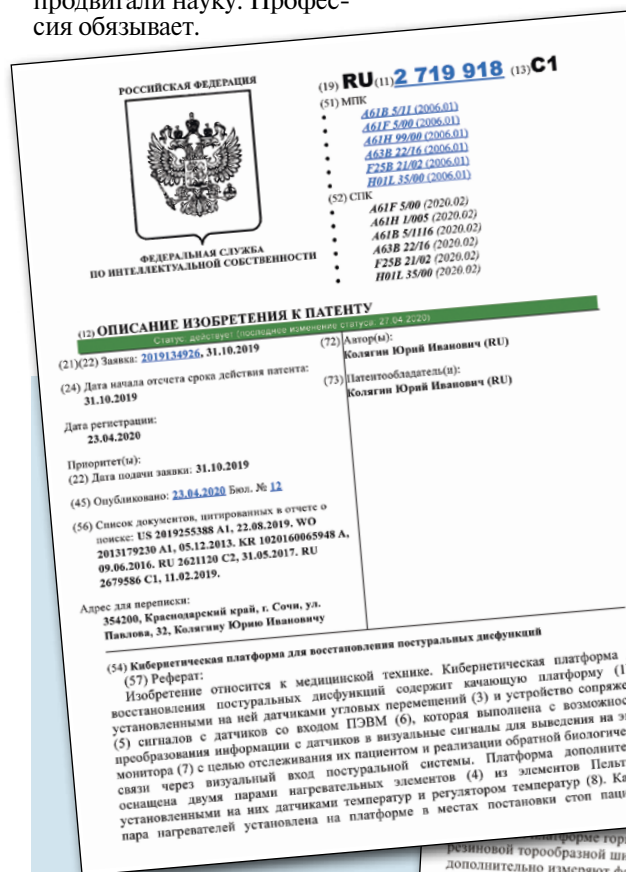 продвигали науку. Профес-
сия обязывает.
РОССИЙСКАЯ ФЕДЕРАЦИЯ
ФЕДЕРАЛЬНАЯ СЛУЖБА
ПО ИНТЕЛЛЕКТУАЛЬНОЙ СОБСТВЕННОСТИ
(19) RU (11) 2 719 918 (13) C1
(51) МПК
• A61B 5/11 (2006.01)
• A61F 5/00 (2006.01)
• A61H 99/00 (2006.01)
• A63B 22/16 (2006.01)
• F25B 21/02 (2006.01)
• H01L 35/00 (2006.01)
(52) СПК
• A61F 5/00 (2020.02)
• A61H 1/005 (2020.02)
• A61B 5/1116 (2020.02)
• A63B 22/16 (2020.02)
• F25B 21/02 (2020.02)
• H01L 35/00 (2020.02)
(12) ОПИСАНИЕ ИЗОБРЕТЕНИЯ К ПАТЕНТУ
Статус: действует (последнее изменение статуса: 27.04.2020)
(21)(22) Заявка: 2019134926, 31.10.2019
(24) Дата начала отсчета срока действия патента:
31.10.2019
Дата регистрации:
23.04.2020
Приоритет(ы):
(22) Дата подачи заявки: 31.10.2019
(45) Опубликовано: 23.04.2020 Бюл. № 12
(56) Список документов, цитированных в отчете о
поиске: US 2019255388 A1, 22.08.2019. WO
2013179230 A1, 05.12.2013. KR 1020160065948 A,
09.06.2016. RU 2621120 C2, 31.05.2017. RU
2679586 C1, 11.02.2019.
Адрес для переписки:
354200, Краснодарский край, г. Сочи, ул.
Павлова, 32, Колягину Юрию Ивановичу
(72) Автор(ы):
Колягин Юрий Иванович (RU)
(73) Патентообладатель(и):
Колягин Юрий Иванович (RU)
(54) Кибернетическая платформа для восстановления постуральных дисфункций
(57) Реферат:
Изобретение относится к медицинской технике. Кибернетическая платформа
восстановления постуральных дисфункций содержит качающую платформу (1
установленными на ней датчиками угловых перемещений (3) и устройство сопряже
(5) сигналов с датчиков со входом ПЭВМ (6), которая выполнена с возможнос
преобразования информации с датчиков в визуальные сигналы для выведения на э
монитора (7) с целью отслеживания их пациентом и реализации обратной биологиче
связи через визуальный вход постуральной системы. Платформа дополните
оснащена двумя парами нагревательных элементов (4) из элементов Пельт
установленными на них датчиками температур и регулятором температур (8). Ка
пара нагревателей установлена на платформе в местах постановки стоп паци
резиновой торообразной ши
дополнительно измеряют